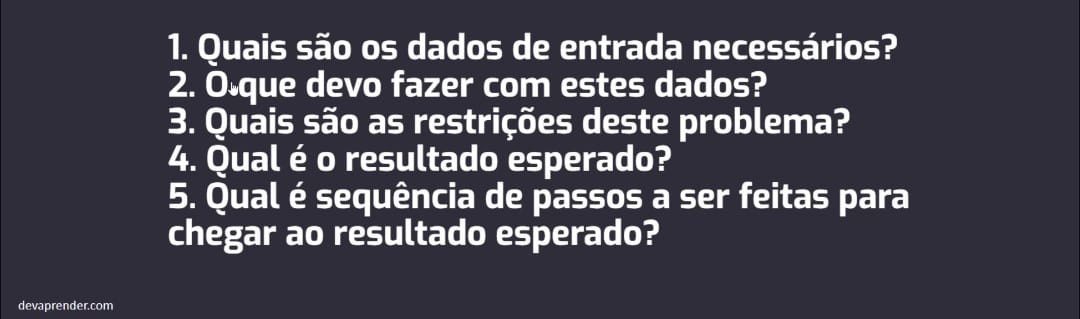 1. Quais são os dados de entrada necessários?
2. O que devo fazer com estes dados?
3. Quais são as restrições deste problema?
4. Qual é o resultado esperado?
5. Qual é sequência de passos a ser feitas para
chegar ao resultado esperado?
devaprender.com